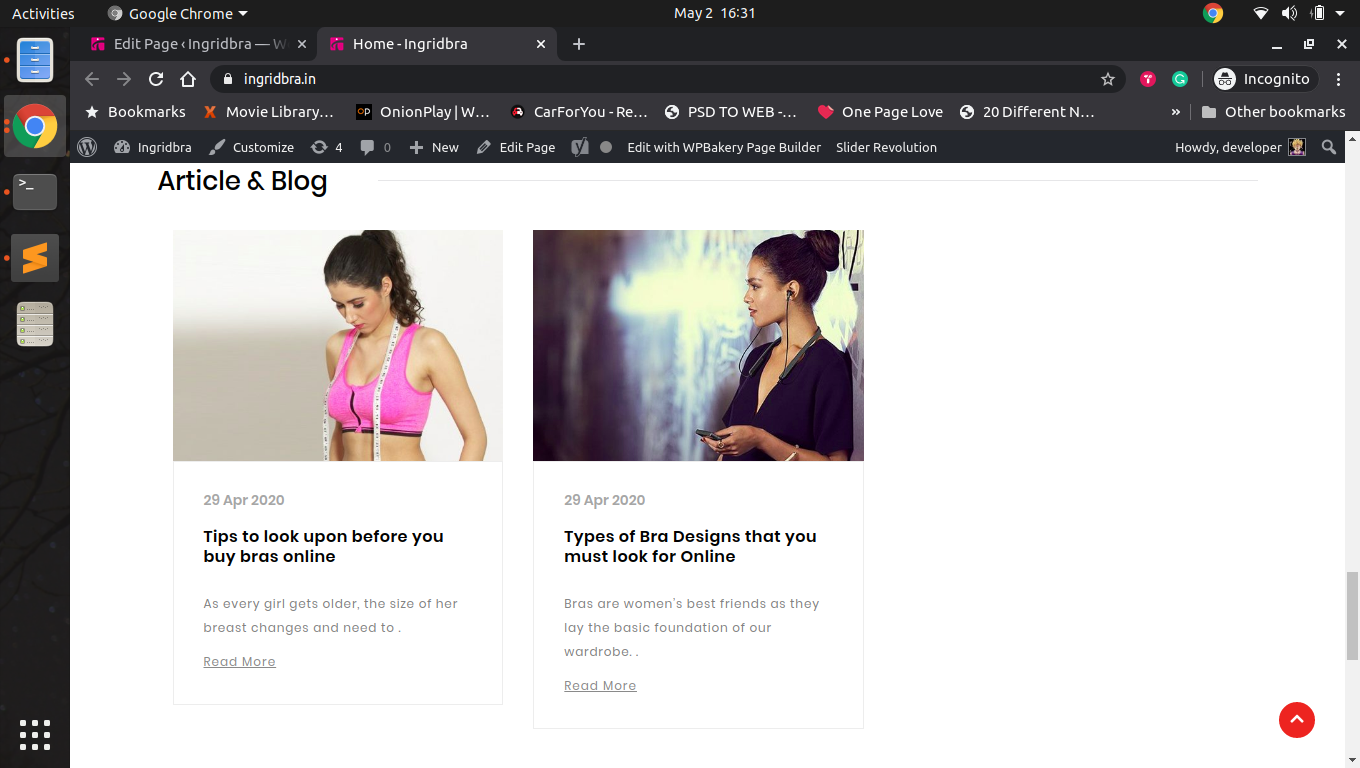 Activities Google Chrome May 2 16:31
Edit Page ‹ Ingridbra — W Home - Ingridbra
ingridbra.in Incognito
Bookmarks Movie Library... OnionPlay | W... CarForYou - Re... PSD TO WEB -... One Page Love 20 Different N... » Other bookmarks
Ingridbra Customize 4 0 New Edit Page Edit with WPBakery Page Builder Slider Revolution Howdy, developer
Article & Blog
29 Apr 2020
Tips to look upon before you
buy bras online
As every girl gets older, the size of her
breast changes and need to .
Read More
29 Apr 2020
Types of Bra Designs that you
must look for Online
Bras are women's best friends as they
lay the basic foundation of our
wardrobe. .
Read More